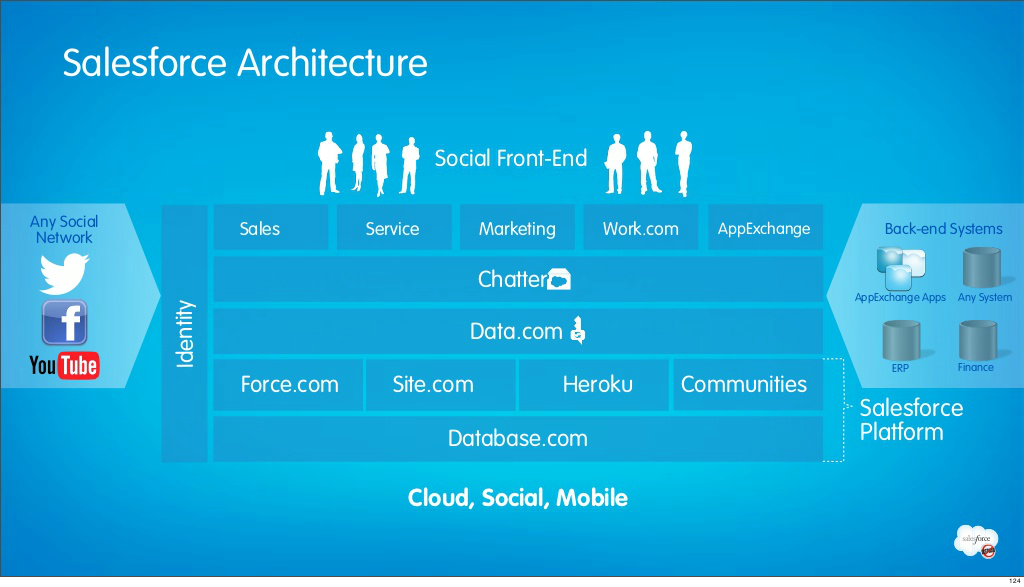 Salesforce Architecture
Social Front-End
Any Social
Network
You Tube
Identity
Sales
Service
Marketing
Work.com
AppExchange
Chatter
Data.com
Force.com
Site.com
Heroku
Communities
Database.com
Back-end Systems
AppExchange Apps
Any System
ERP
Finance
Salesforce
Platform
Cloud, Social, Mobile
salesforce
124